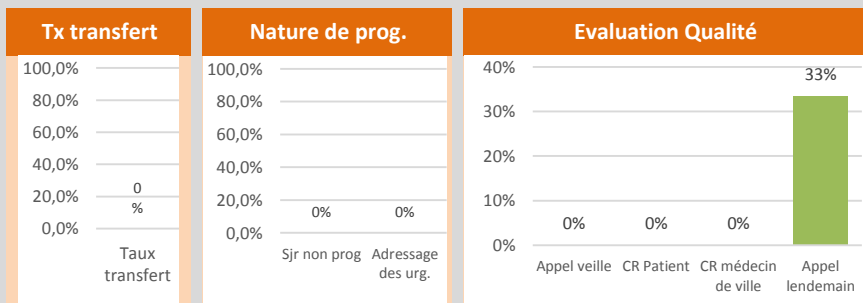 Tx transfert
100,0%
80,0%
60,0%
40,0%
20,0%
0,0%
0
%
Taux
transfert
Nature de prog.
100,0%
80,0%
60,0%
40,0%
20,0%
0,0%
0%
0%
Sjr non prog
Adressage
des urg.
Evaluation Qualité
40%
30%
20%
10%
0%
0%
0%
0%
33%
Appel veille
CR Patient
CR médecin
de ville
Appel
lendemain